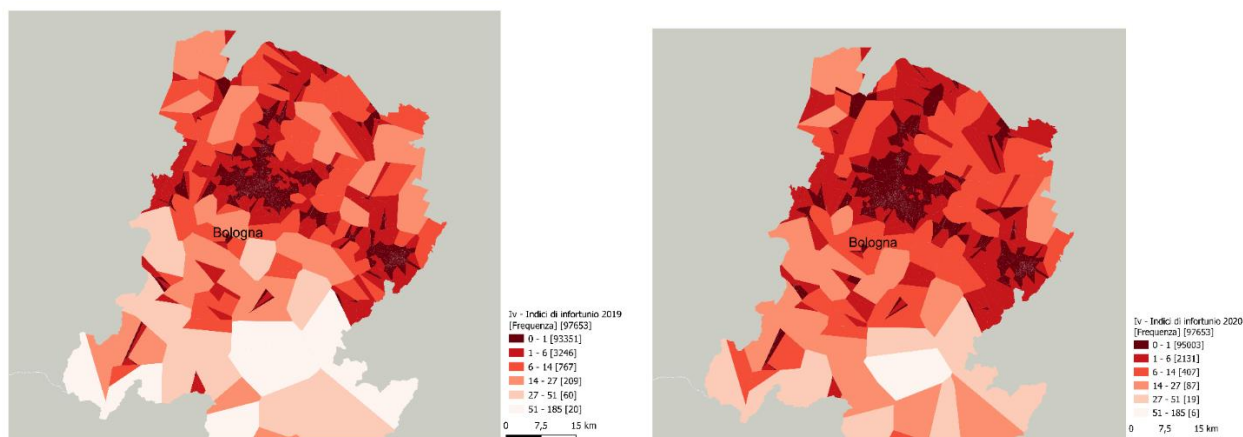 Bologna
Iv - Indici di infortunio 2019
[Frequenza] [97653]
0 - 1 [93351]
1 - 6 [3246]
6 - 14 [767]
14 - 27 [209]
27 - 51 [60]
51 - 185 [20]
0 7,5 15 km
Bologna
Iv - Indici di infortunio 2020
[Frequenza] [97653]
0 - 1 [95003]
1 - 6 [2131]
6 - 14 [407]
14 - 27 [87]
27 - 51 [19]
51 - 185 [6]
0 7,5 15 km